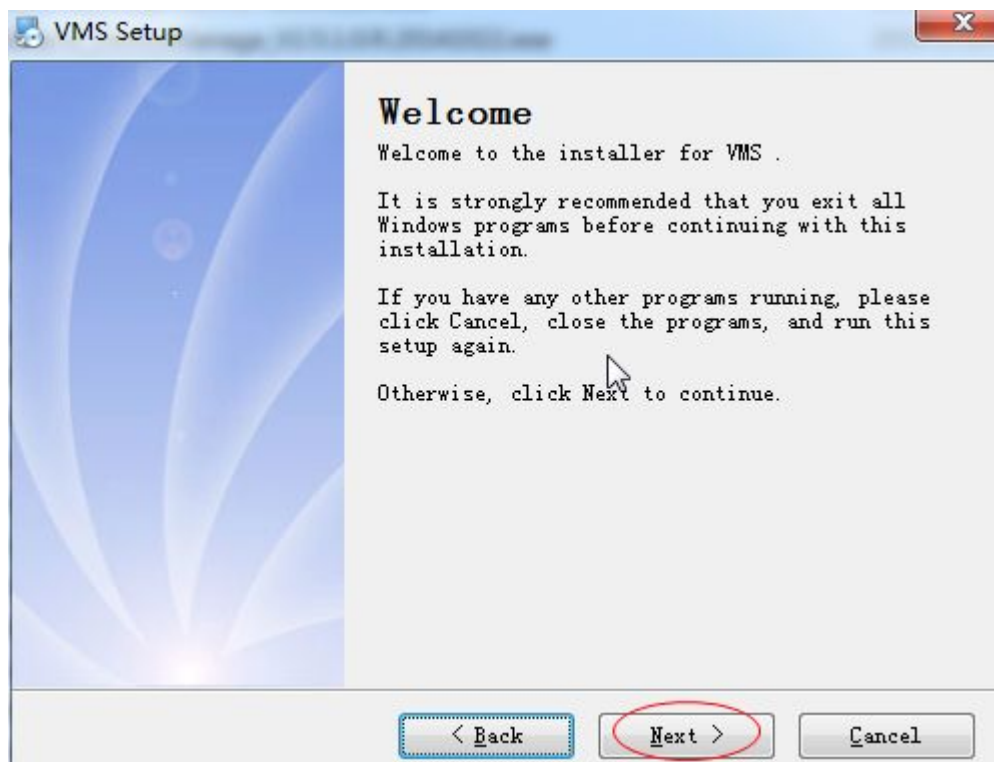 VMS Setup
Welcome
Welcome to the installer for VMS .
It is strongly recommended that you exit all
Windows programs before continuing with this
installation.
If you have any other programs running, please
click Cancel, close the programs, and run this
setup again.
Otherwise, click Next to continue.
< Back
Next >
Cancel